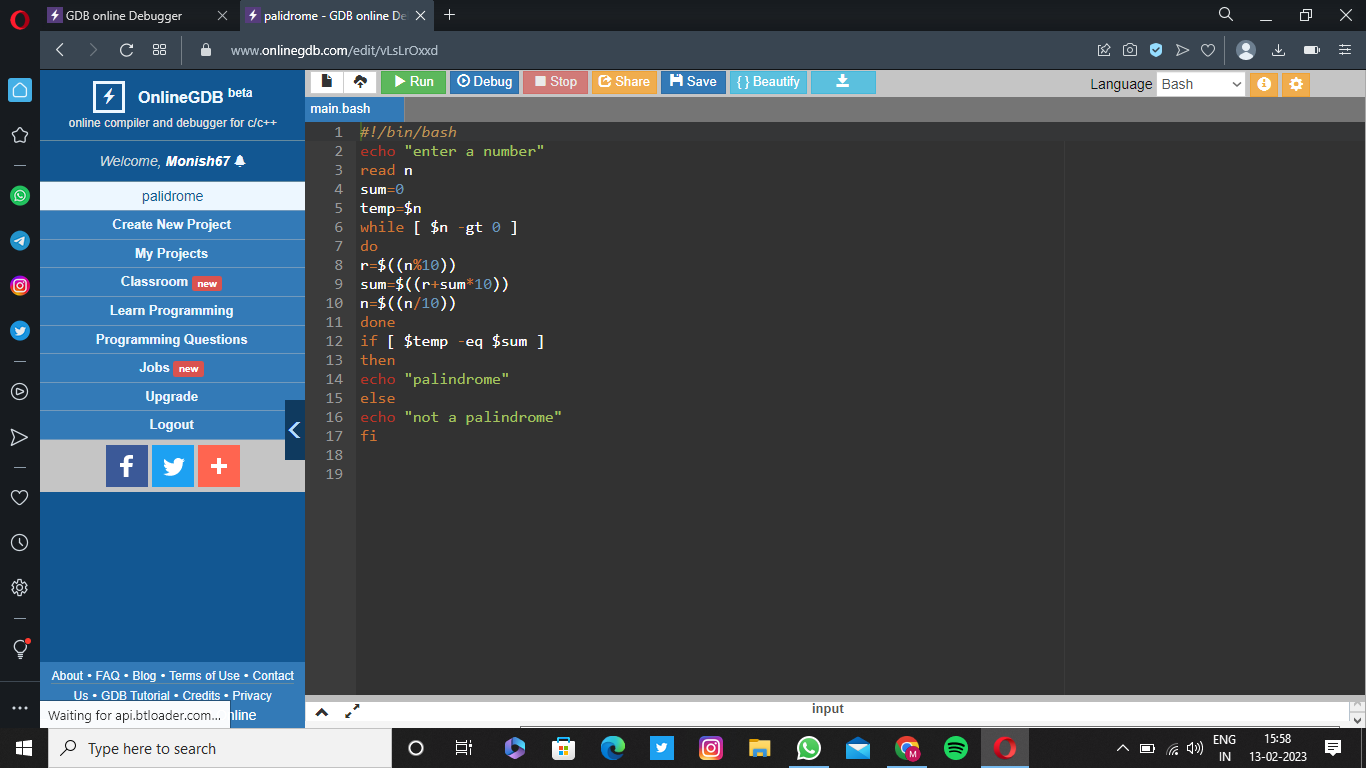 GDB online Debugger
palidrome - GDB online De
www.onlinegdb.com/edit/vLsLrOxxd
OnlineGDB beta
online compiler and debugger for c/c++
Welcome, Monish67
palidrome
Create New Project
My Projects
Classroom new
Learn Programming
Programming Questions
Jobs new
Upgrade
Logout
About • FAQ • Blog • Terms of Use • Contact
Us • GDB Tutorial • Credits • Privacy
nline
Waiting for api.btloader.com...
Run Debug Stop Share Save { } Beautify
Language Bash
main.bash
1 #!/bin/bash
2 echo "enter a number"
3 read n
4 sum=0
5 temp=$n
6 while [ $n -gt 0 ]
7 do
8 r=$((n%10))
9 sum=$((r+sum*10))
10 n=$((n/10))
11 done
12 if [ $temp -eq $sum ]
13 then
14 echo "palindrome"
15 else
16 echo "not a palindrome"
17 fi
18
19
input
Type here to search
M
ENG
IN
15:58
13-02-2023